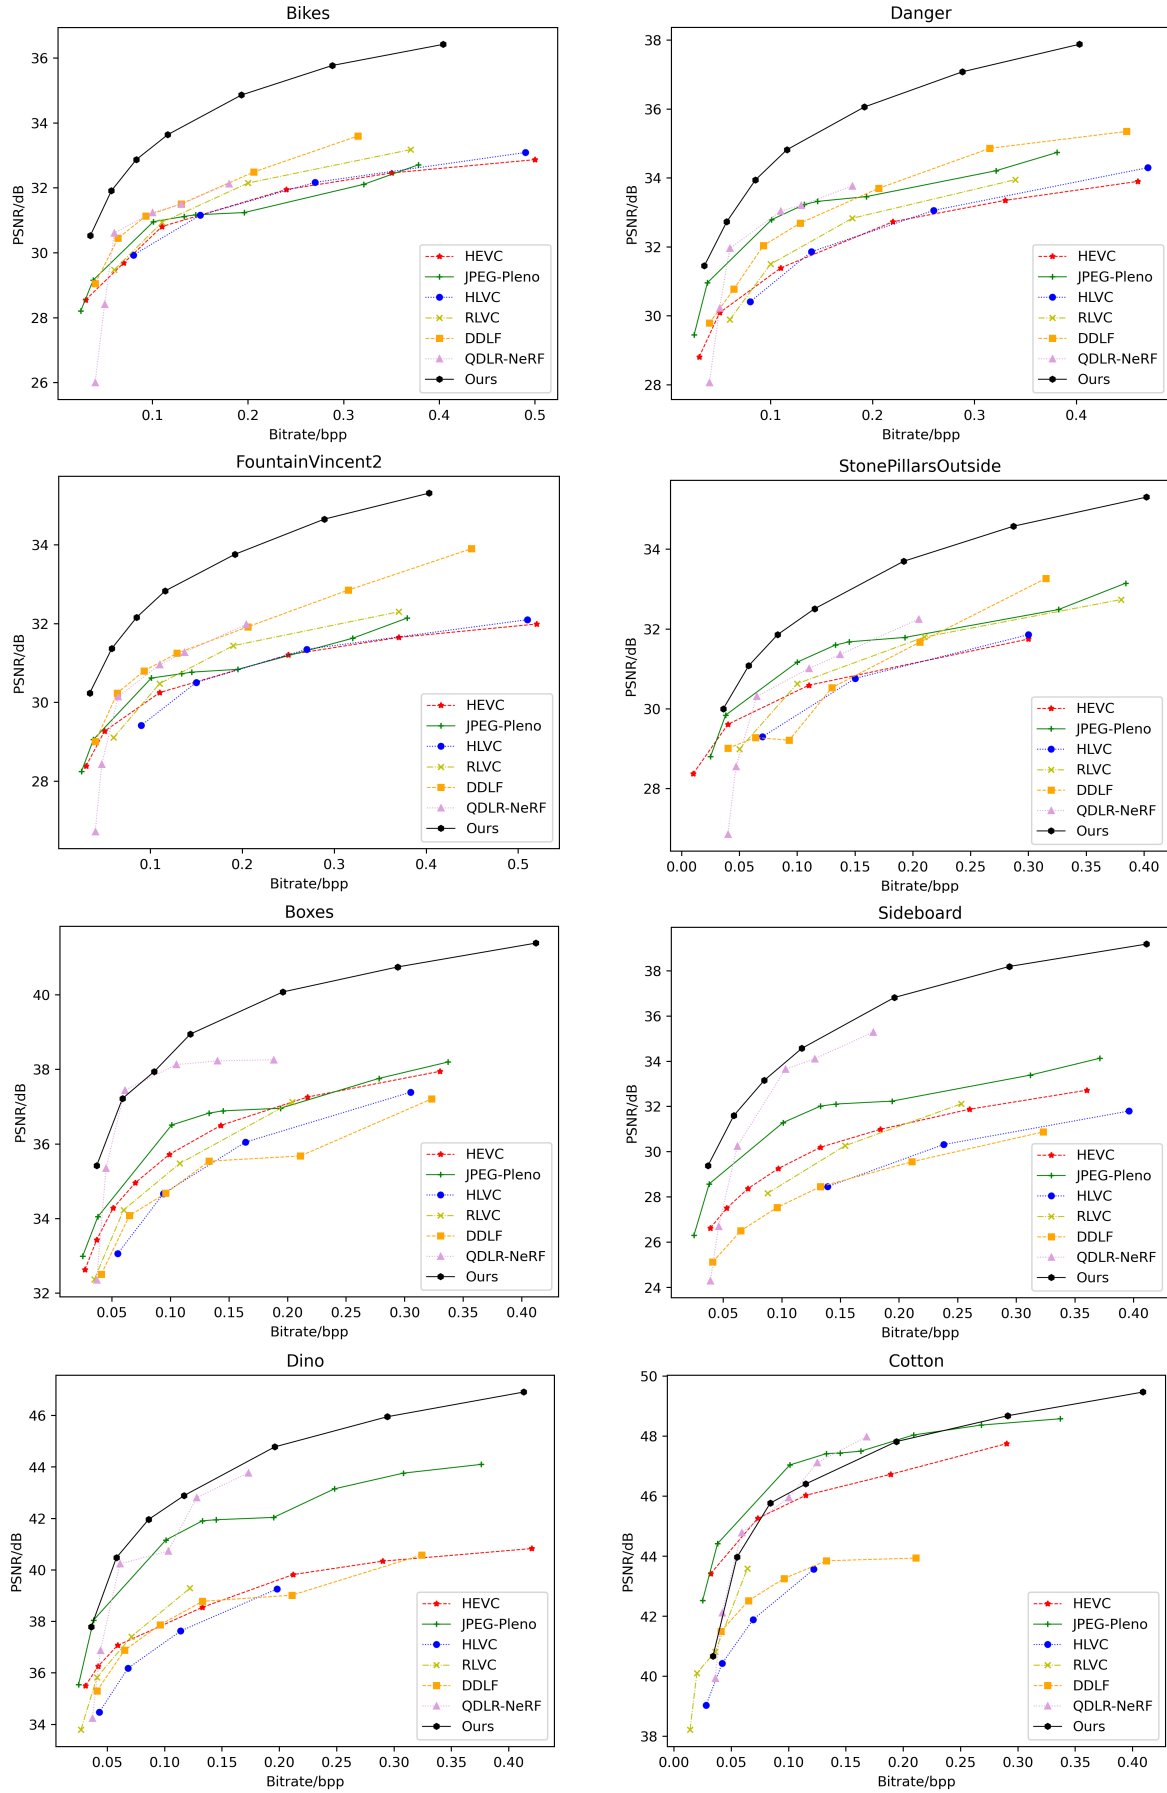 Bikes
PSNR/dB
36
34
32
30
28
26
0.1 0.2 0.3 0.4 0.5
Bitrate/bpp
HEVC
JPEG-Pleno
HLVC
RLVC
DDLF
QDLR-NeRF
Ours
Danger
PSNR/dB
38
36
34
32
30
28
0.1 0.2 0.3 0.4
Bitrate/bpp
HEVC
JPEG-Pleno
HLVC
RLVC
DDLF
QDLR-NeRF
Ours
FountainVincent2
PSNR/dB
34
32
30
28
0.1 0.2 0.3 0.4 0.5
Bitrate/bpp
HEVC
JPEG-Pleno
HLVC
RLVC
DDLF
QDLR-NeRF
Ours
StonePillarsOutside
PSNR/dB
34
32
30
28
0.00 0.05 0.10 0.15 0.20 0.25 0.30 0.35 0.40
Bitrate/bpp
HEVC
JPEG-Pleno
HLVC
RLVC
DDLF
QDLR-NeRF
Ours
Boxes
PSNR/dB
40
38
36
34
32
0.05 0.10 0.15 0.20 0.25 0.30 0.35 0.40
Bitrate/bpp
HEVC
JPEG-Pleno
HLVC
RLVC
DDLF
QDLR-NeRF
Ours
Sideboard
PSNR/dB
38
36
34
32
30
28
26
24
0.05 0.10 0.15 0.20 0.25 0.30 0.35 0.40
Bitrate/bpp
HEVC
JPEG-Pleno
HLVC
RLVC
DDLF
QDLR-NeRF
Ours
Dino
PSNR/dB
46
44
42
40
38
36
34
0.05 0.10 0.15 0.20 0.25 0.30 0.35 0.40
Bitrate/bpp
HEVC
JPEG-Pleno
HLVC
RLVC
DDLF
QDLR-NeRF
Ours
Cotton
PSNR/dB
50
48
46
44
42
40
38
0.00 0.05 0.10 0.15 0.20 0.25 0.30 0.35 0.40
Bitrate/bpp
HEVC
JPEG-Pleno
HLVC
RLVC
DDLF
QDLR-NeRF
Ours